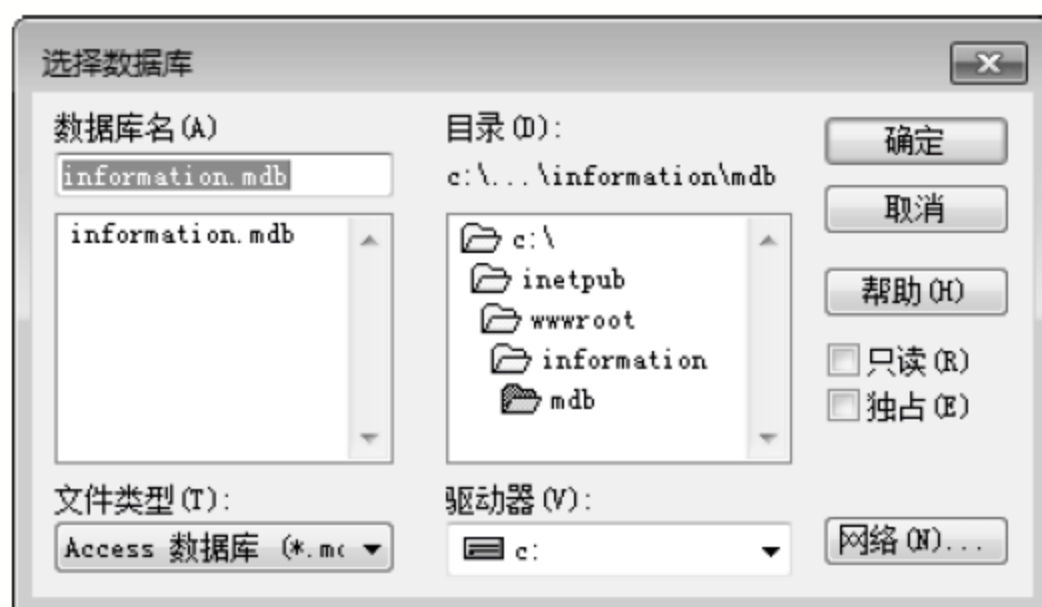 选择数据库
数据库名(A)
information.mdb
information.mdb
目录(D):
c:\...\information\mdb
c:\
inetpub
wwwroot
information
mdb
确定
取消
帮助(H)
只读(R)
独占(E)
文件类型(T):
Access 数据库 (*.m
驱动器(V):
c:
网络(N)...